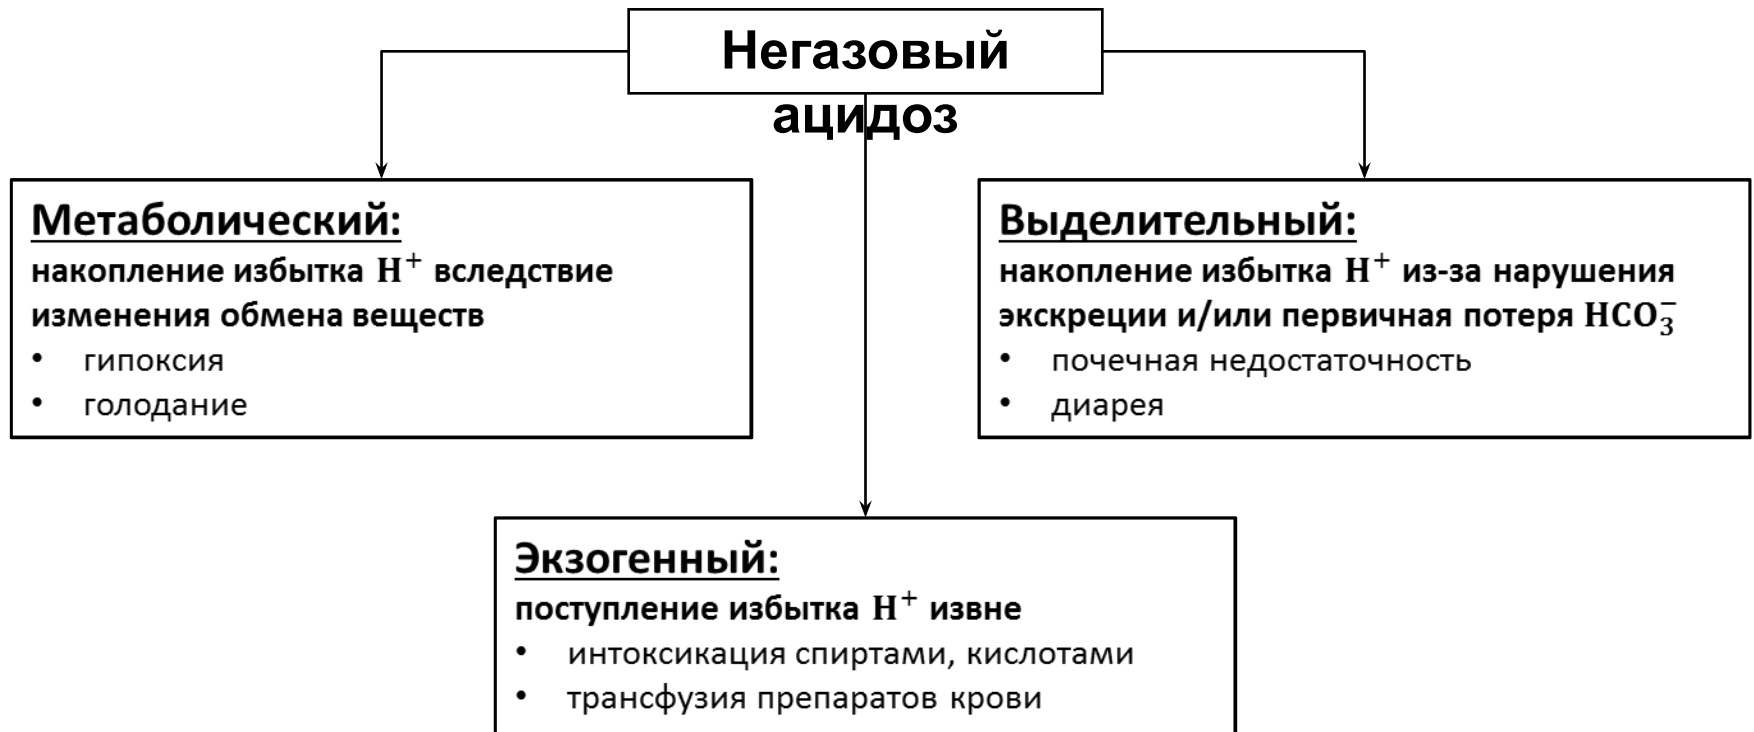 Негазовый
ацидоз
Метаболический:
накопление избытка H⁺ вследствие
изменения обмена веществ
• гипоксия
• голодание
Выделительный:
накопление избытка H⁺ из-за нарушения
экскреции и/или первичная потеря HCO₃⁻
• почечная недостаточность
• диарея
Экзогенный:
поступление избытка H⁺ извне
• интоксикация спиртами, кислотами
• трансфузия препаратов крови